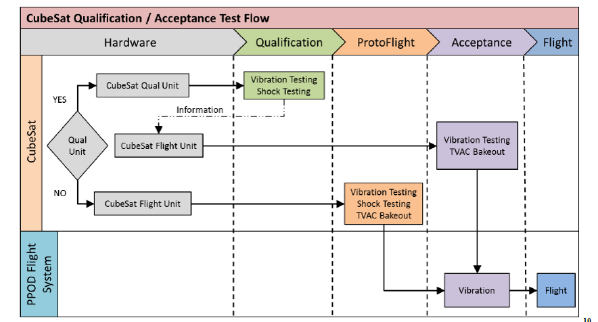 CubeSat Qualification / Acceptance Test Flow
Hardware
Qualification
ProtoFlight
Acceptance
Flight
CubeSat
YES
CubeSat Qual Unit
Vibration Testing
Shock Testing
Information
Qual
Unit
CubeSat Flight Unit
Vibration Testing
TVAC Bakeout
NO
CubeSat Flight Unit
Vibration Testing
Shock Testing
TVAC Bakeout
PPOD Flight
System
Vibration
Flight
10